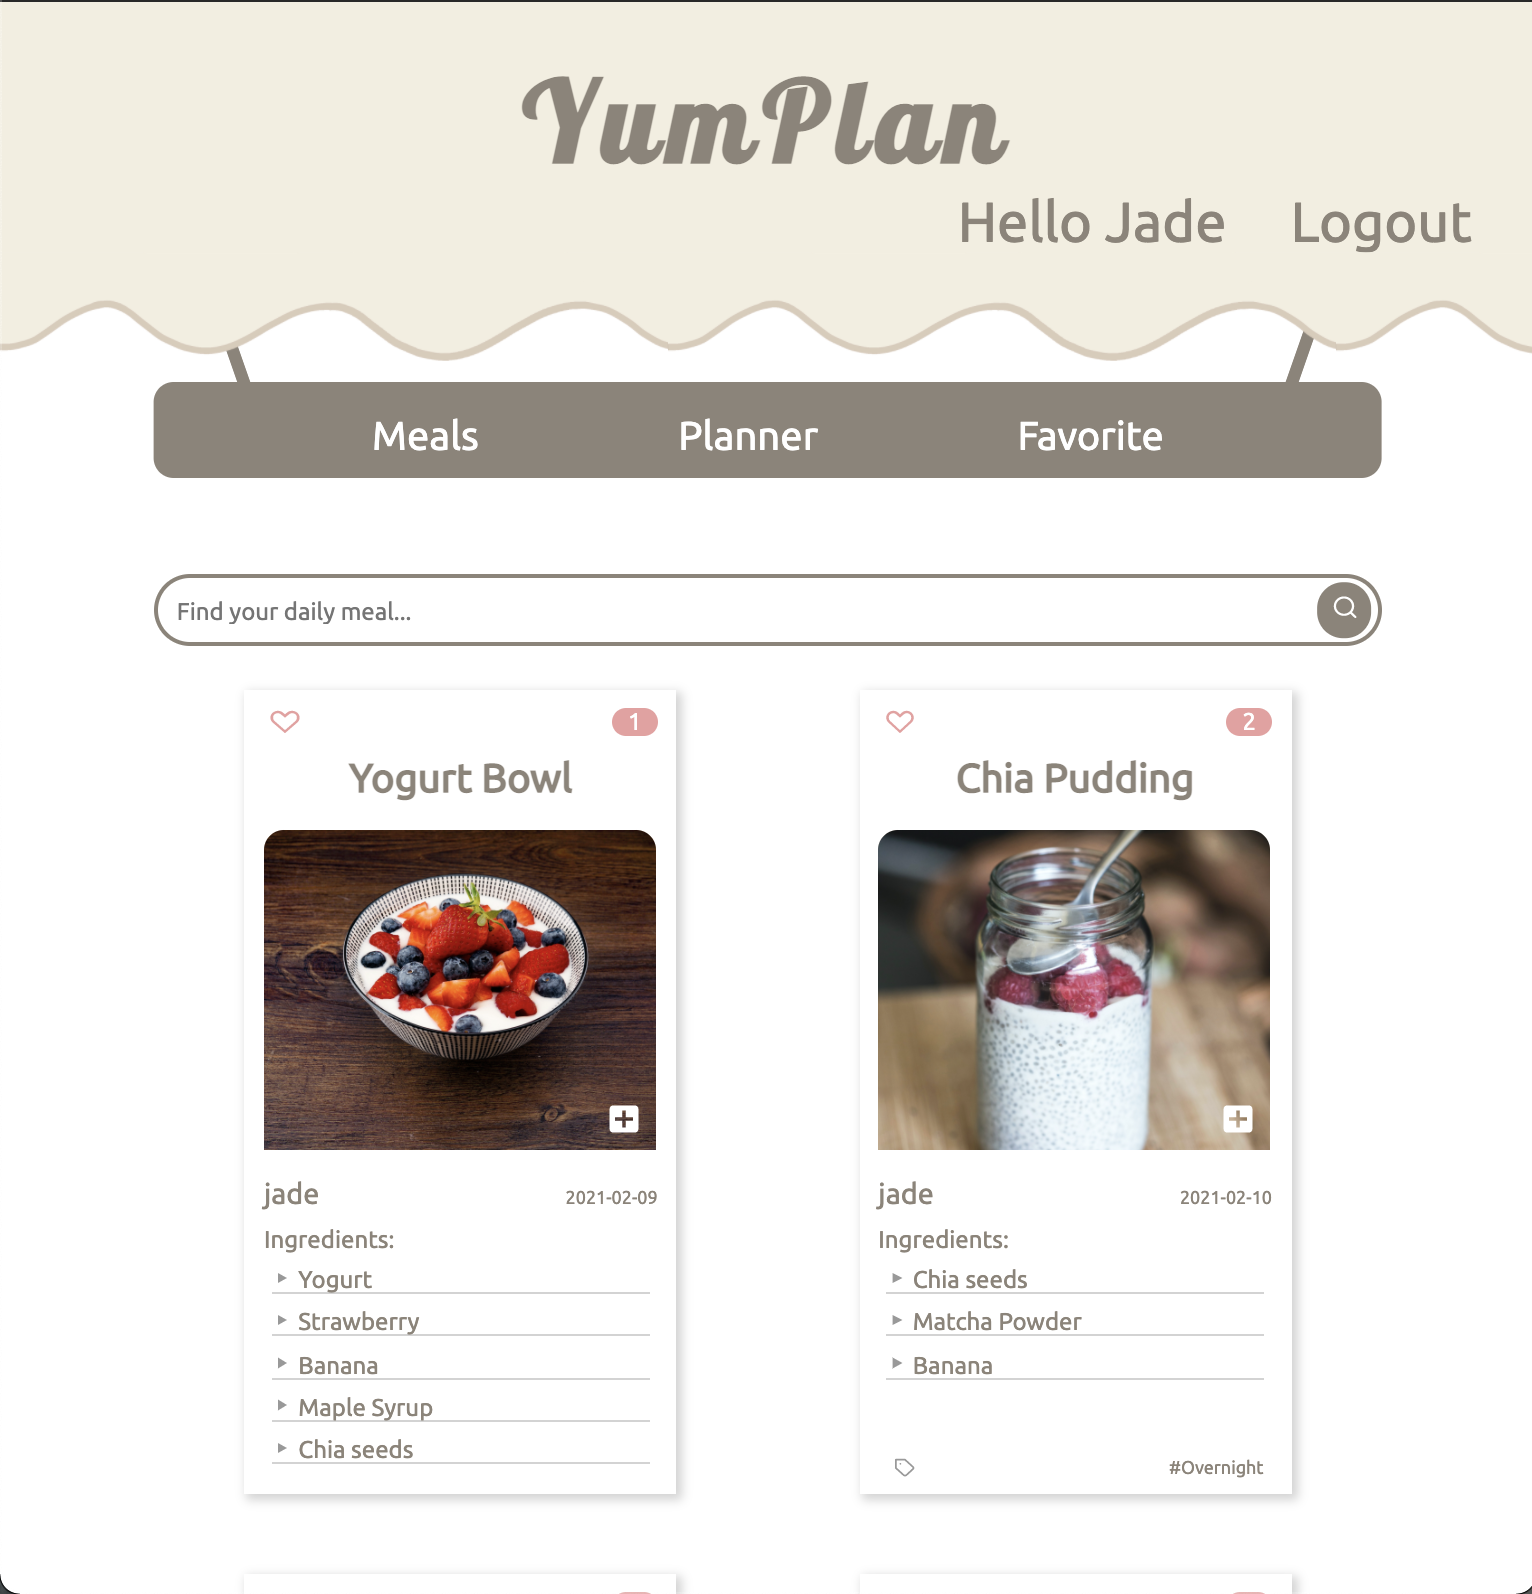 YumPlan
Hello Jade Logout
Meals Planner Favorite
Find your daily meal...
1
Yogurt Bowl
jade 2021-02-09
Ingredients:
Yogurt
Strawberry
Banana
Maple Syrup
Chia seeds
2
Chia Pudding
jade 2021-02-10
Ingredients:
Chia seeds
Matcha Powder
Banana
#Overnight